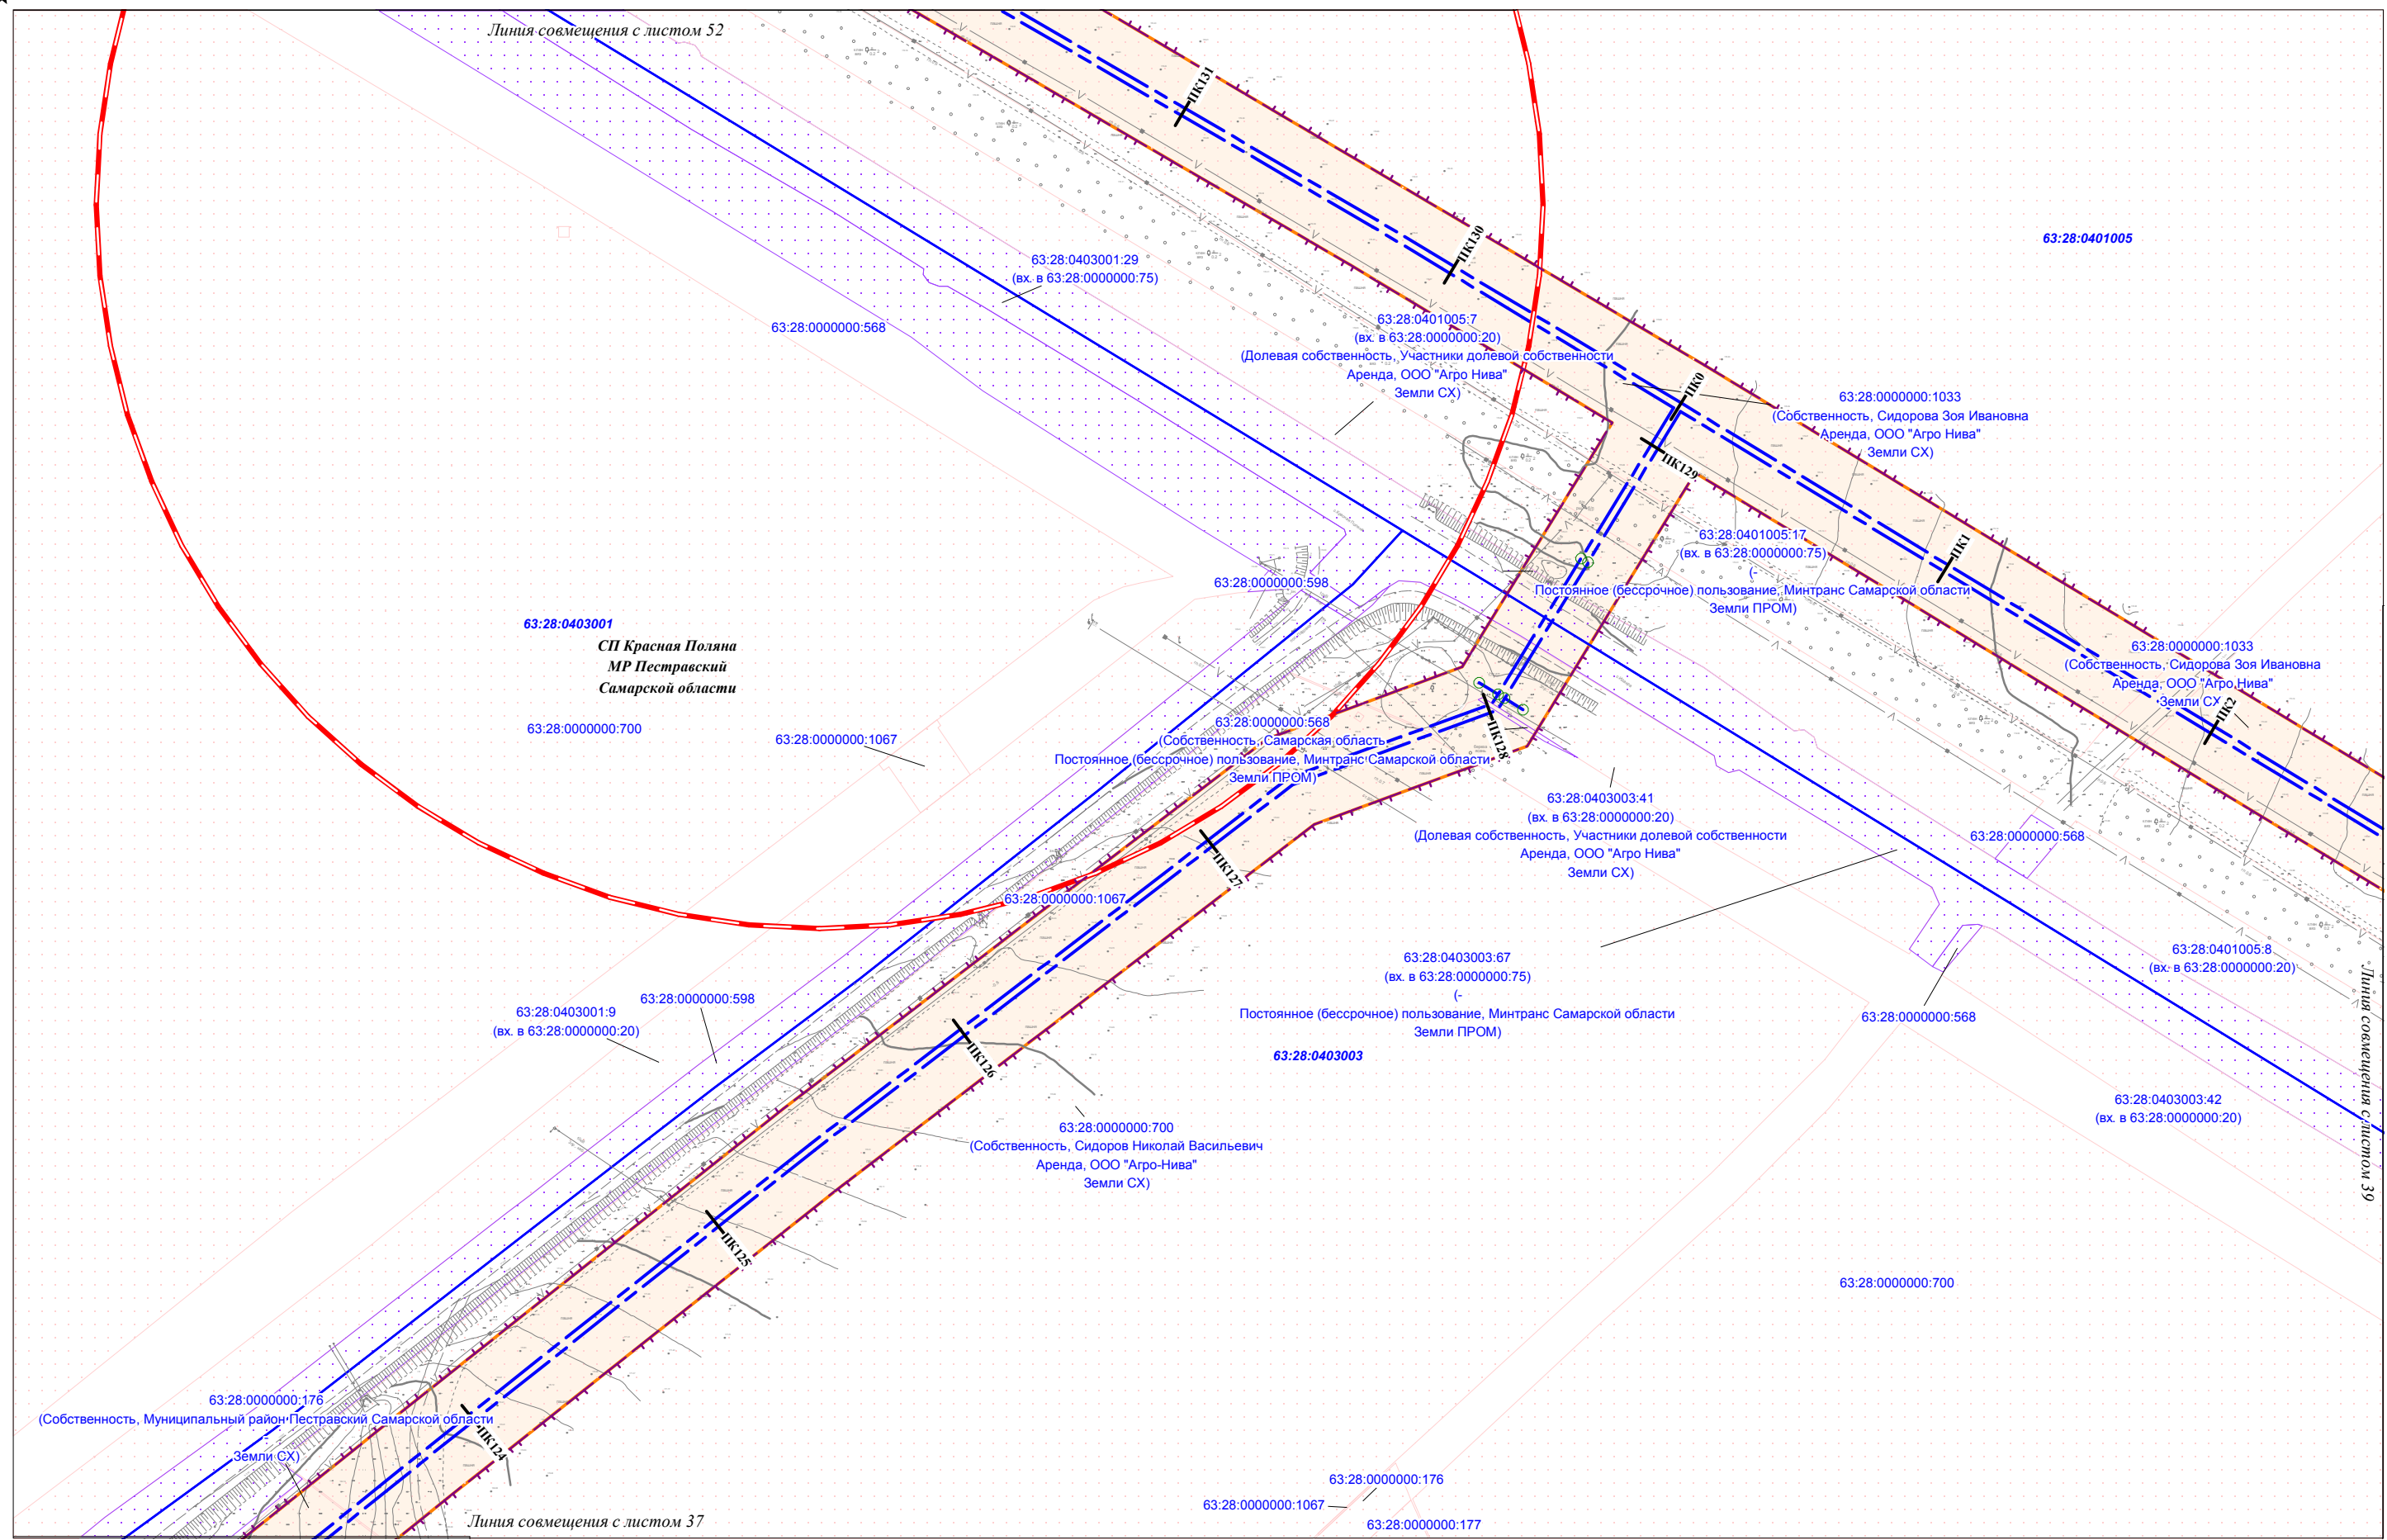 Линия совмещения с листом 52
ПК131
ПК130
63:28:0401005
63:28:0403001:29
(вх. в 63:28:0000000:75)
63:28:0000000:568
63:28:0401005:7
(вх. в 63:28:0000000:20)
(Долевая собственность, Участники долевой собственности
Аренда, ООО "Агро Нива"
Земли СХ)
ПК0
63:28:0000000:1033
(Собственность, Сидорова Зоя Ивановна
Аренда, ООО "Агро Нива"
Земли СХ)
ПК129
63:28:0401005:17
(вх. в 63:28:0000000:75)
(-
Постоянное (бессрочное) пользование, Минтранс Самарской области
Земли ПРОМ)
ПК1
63:28:0000000:598
63:28:0403001
СП Красная Поляна
МР Пестравский
Самарской области
63:28:0000000:1033
(Собственность, Сидорова Зоя Ивановна
Аренда, ООО "Агро Нива"
Земли СХ)
ПК2
63:28:0000000:700
63:28:0000000:1067
63:28:0000000:568
(Собственность, Самарская область
Постоянное (бессрочное) пользование, Минтранс Самарской области
Земли ПРОМ)
ПК128
63:28:0403003:41
(вх. в 63:28:0000000:20)
(Долевая собственность, Участники долевой собственности
Аренда, ООО "Агро Нива"
Земли СХ)
63:28:0000000:568
ПК127
63:28:0000000:1067
63:28:0403003:67
(вх. в 63:28:0000000:75)
(-
Постоянное (бессрочное) пользование, Минтранс Самарской области
Земли ПРОМ)
63:28:0401005:8
(вх. в 63:28:0000000:20)
63:28:0000000:568
Линия совмещения с листом 39
63:28:0000000:598
63:28:0403001:9
(вх. в 63:28:0000000:20)
ПК126
63:28:0403003
63:28:0403003:42
(вх. в 63:28:0000000:20)
63:28:0000000:700
(Собственность, Сидоров Николай Васильевич
Аренда, ООО "Агро-Нива"
Земли СХ)
ПК125
63:28:0000000:700
63:28:0000000:176
(Собственность, Муниципальный район Пестравский Самарской области
-
Земли СХ)
ПК124
63:28:0000000:176
63:28:0000000:1067
63:28:0000000:177
Линия совмещения с листом 37